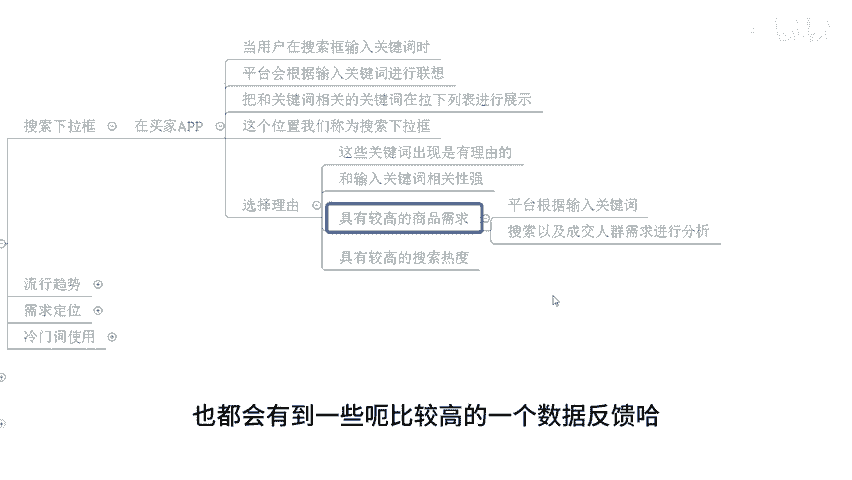 当用户在搜索框输入关键词时
平台会根据输入关键词进行联想
把和关键词相关的关键词在拉下列表进行展示
搜索下拉框
在买家APP
这个位置我们称为搜索下拉框
这些关键词出现是有理由的
和输入关键词相关性强
选择理由
具有较高的商品需求
平台根据输入关键词
搜索以及成交人群需求进行分析
具有较高的搜索热度
流行趋势
需求定位
冷门词使用
也都会有到一些呃比较高的一个数据反馈哈